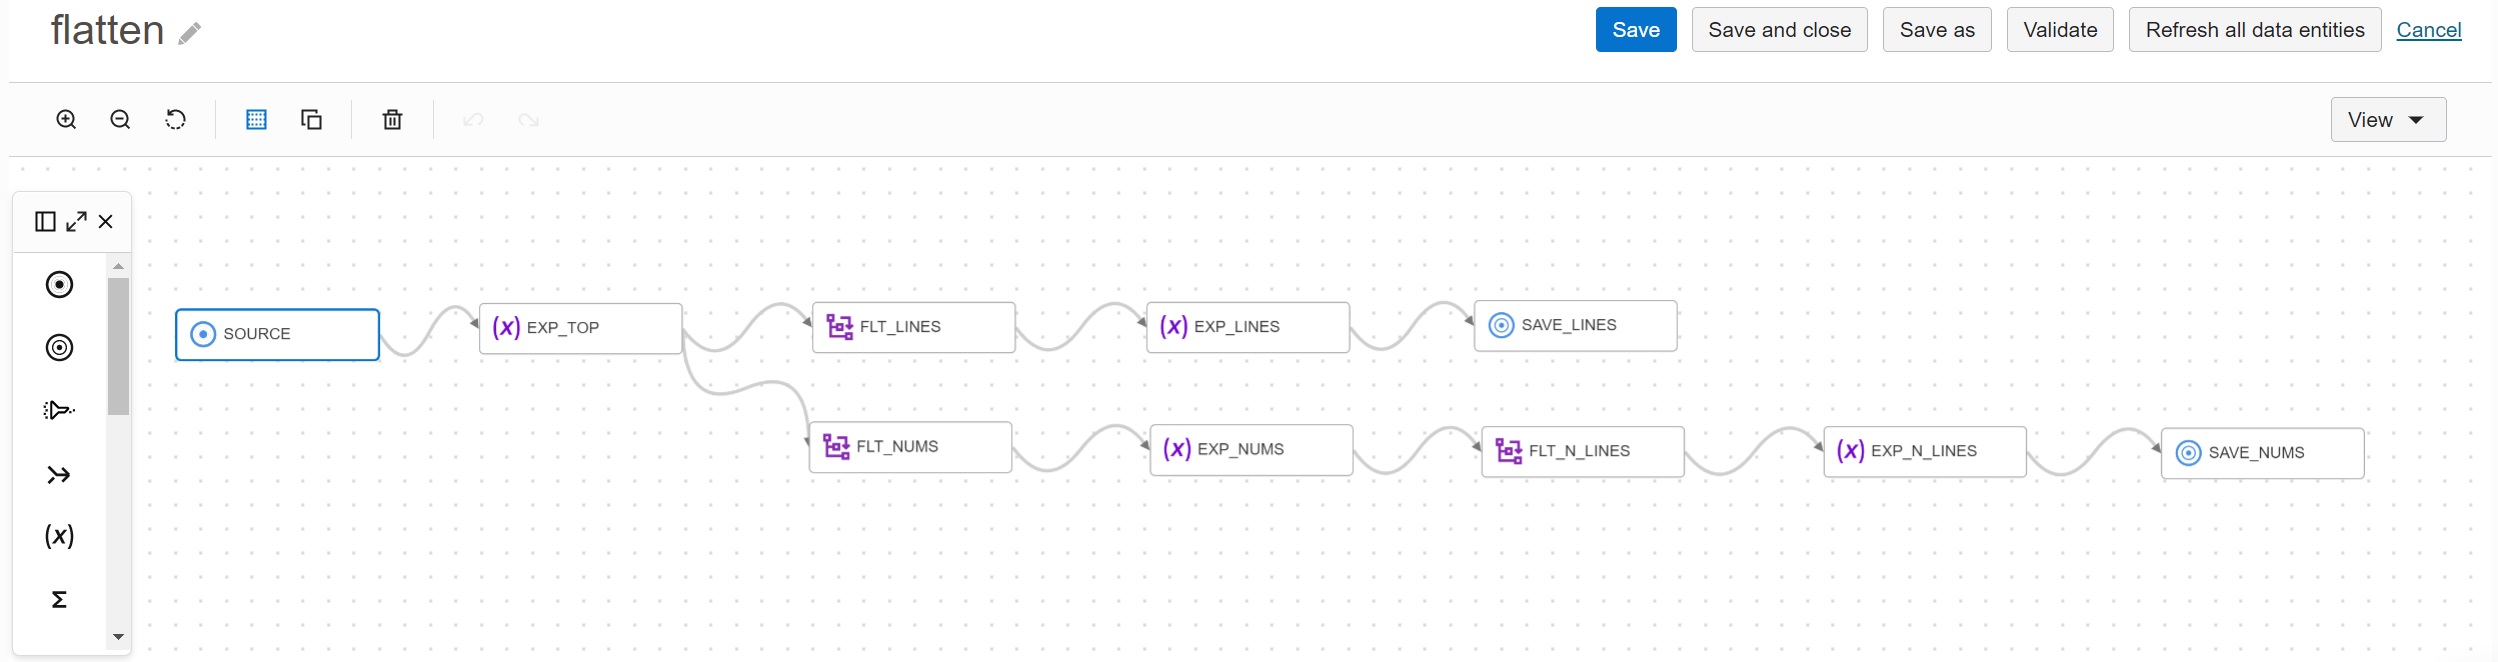 flatten
Save
Save and close
Save as
Validate
Refresh all data entities
Cancel
View
SOURCE
(x) EXP_TOP
FLT_LINES
(x) EXP_LINES
SAVE_LINES
FLT_NUMS
(x) EXP_NUMS
FLT_N_LINES
(x) EXP_N_LINES
SAVE_NUMS
(x)
Σ